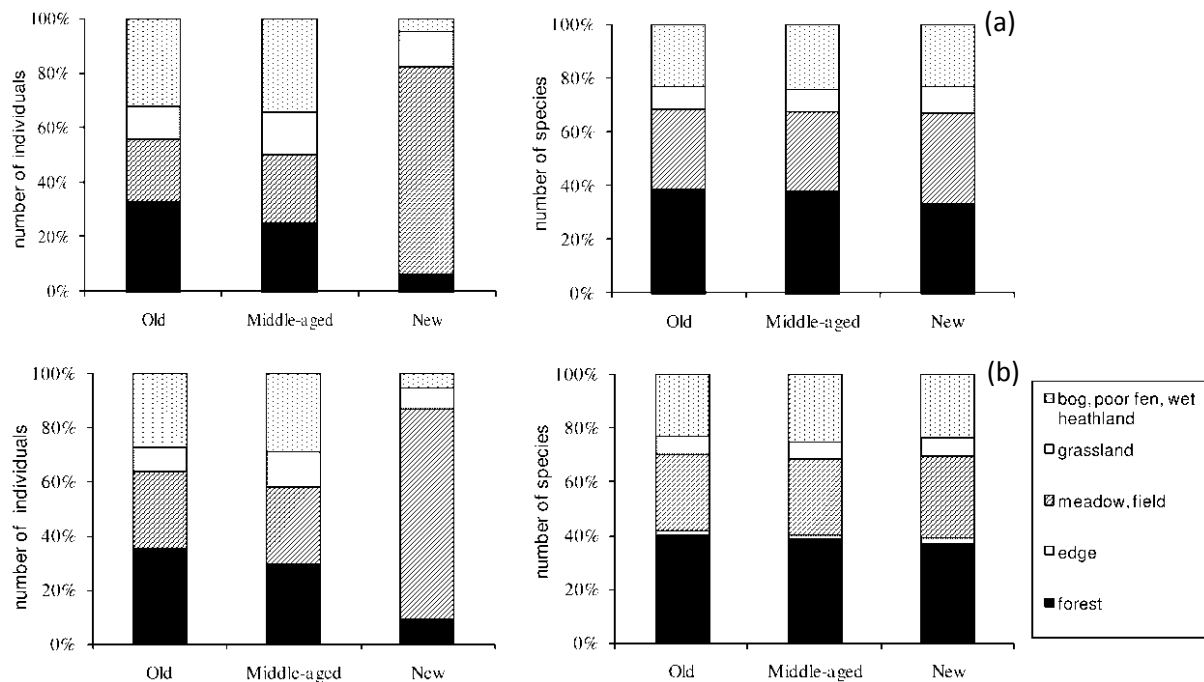 100%
80%
60%
40%
20%
0%
number of individuals
Old
Middle-aged
New
100%
80%
60%
40%
20%
0%
number of species
Old
Middle-aged
New
(a)
100%
80%
60%
40%
20%
0%
number of individuals
Old
Middle-aged
New
100%
80%
60%
40%
20%
0%
number of species
Old
Middle-aged
New
(b)
bog, poor fen, wet
heathland
grassland
meadow, field
edge
forest